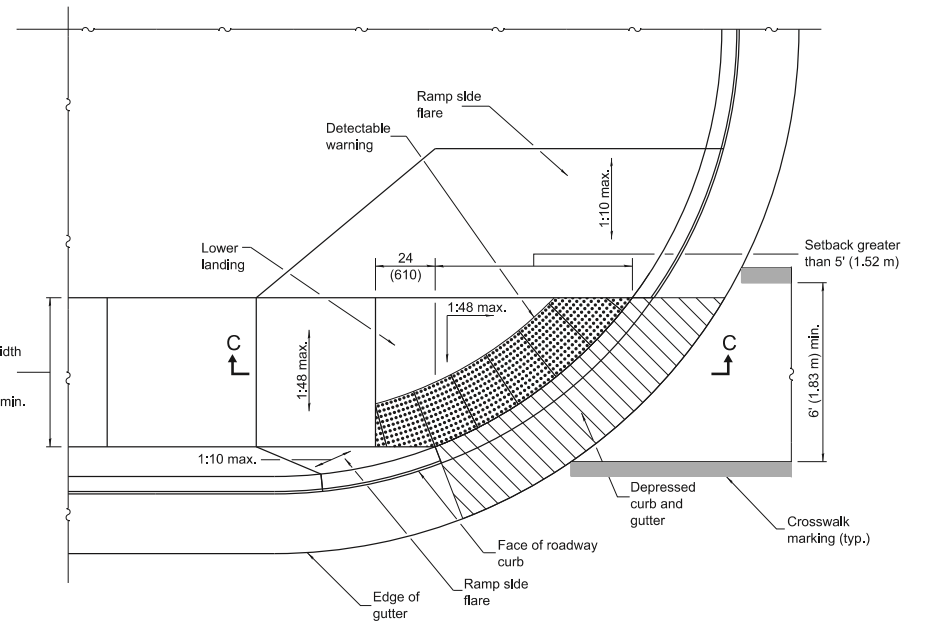 Ramp side
flare
Detectable
warning
1:10 max.
Setback greater
than 5' (1.52 m)
Lower
landing
24
(610)
1:48 max.
1:48 max.
C
C
idth
min.
6' (1.83 m) min.
1:10 max.
Depressed
curb and
gutter
Crosswalk
marking (typ.)
Face of roadway
curb
Ramp side
flare
Edge of
gutter